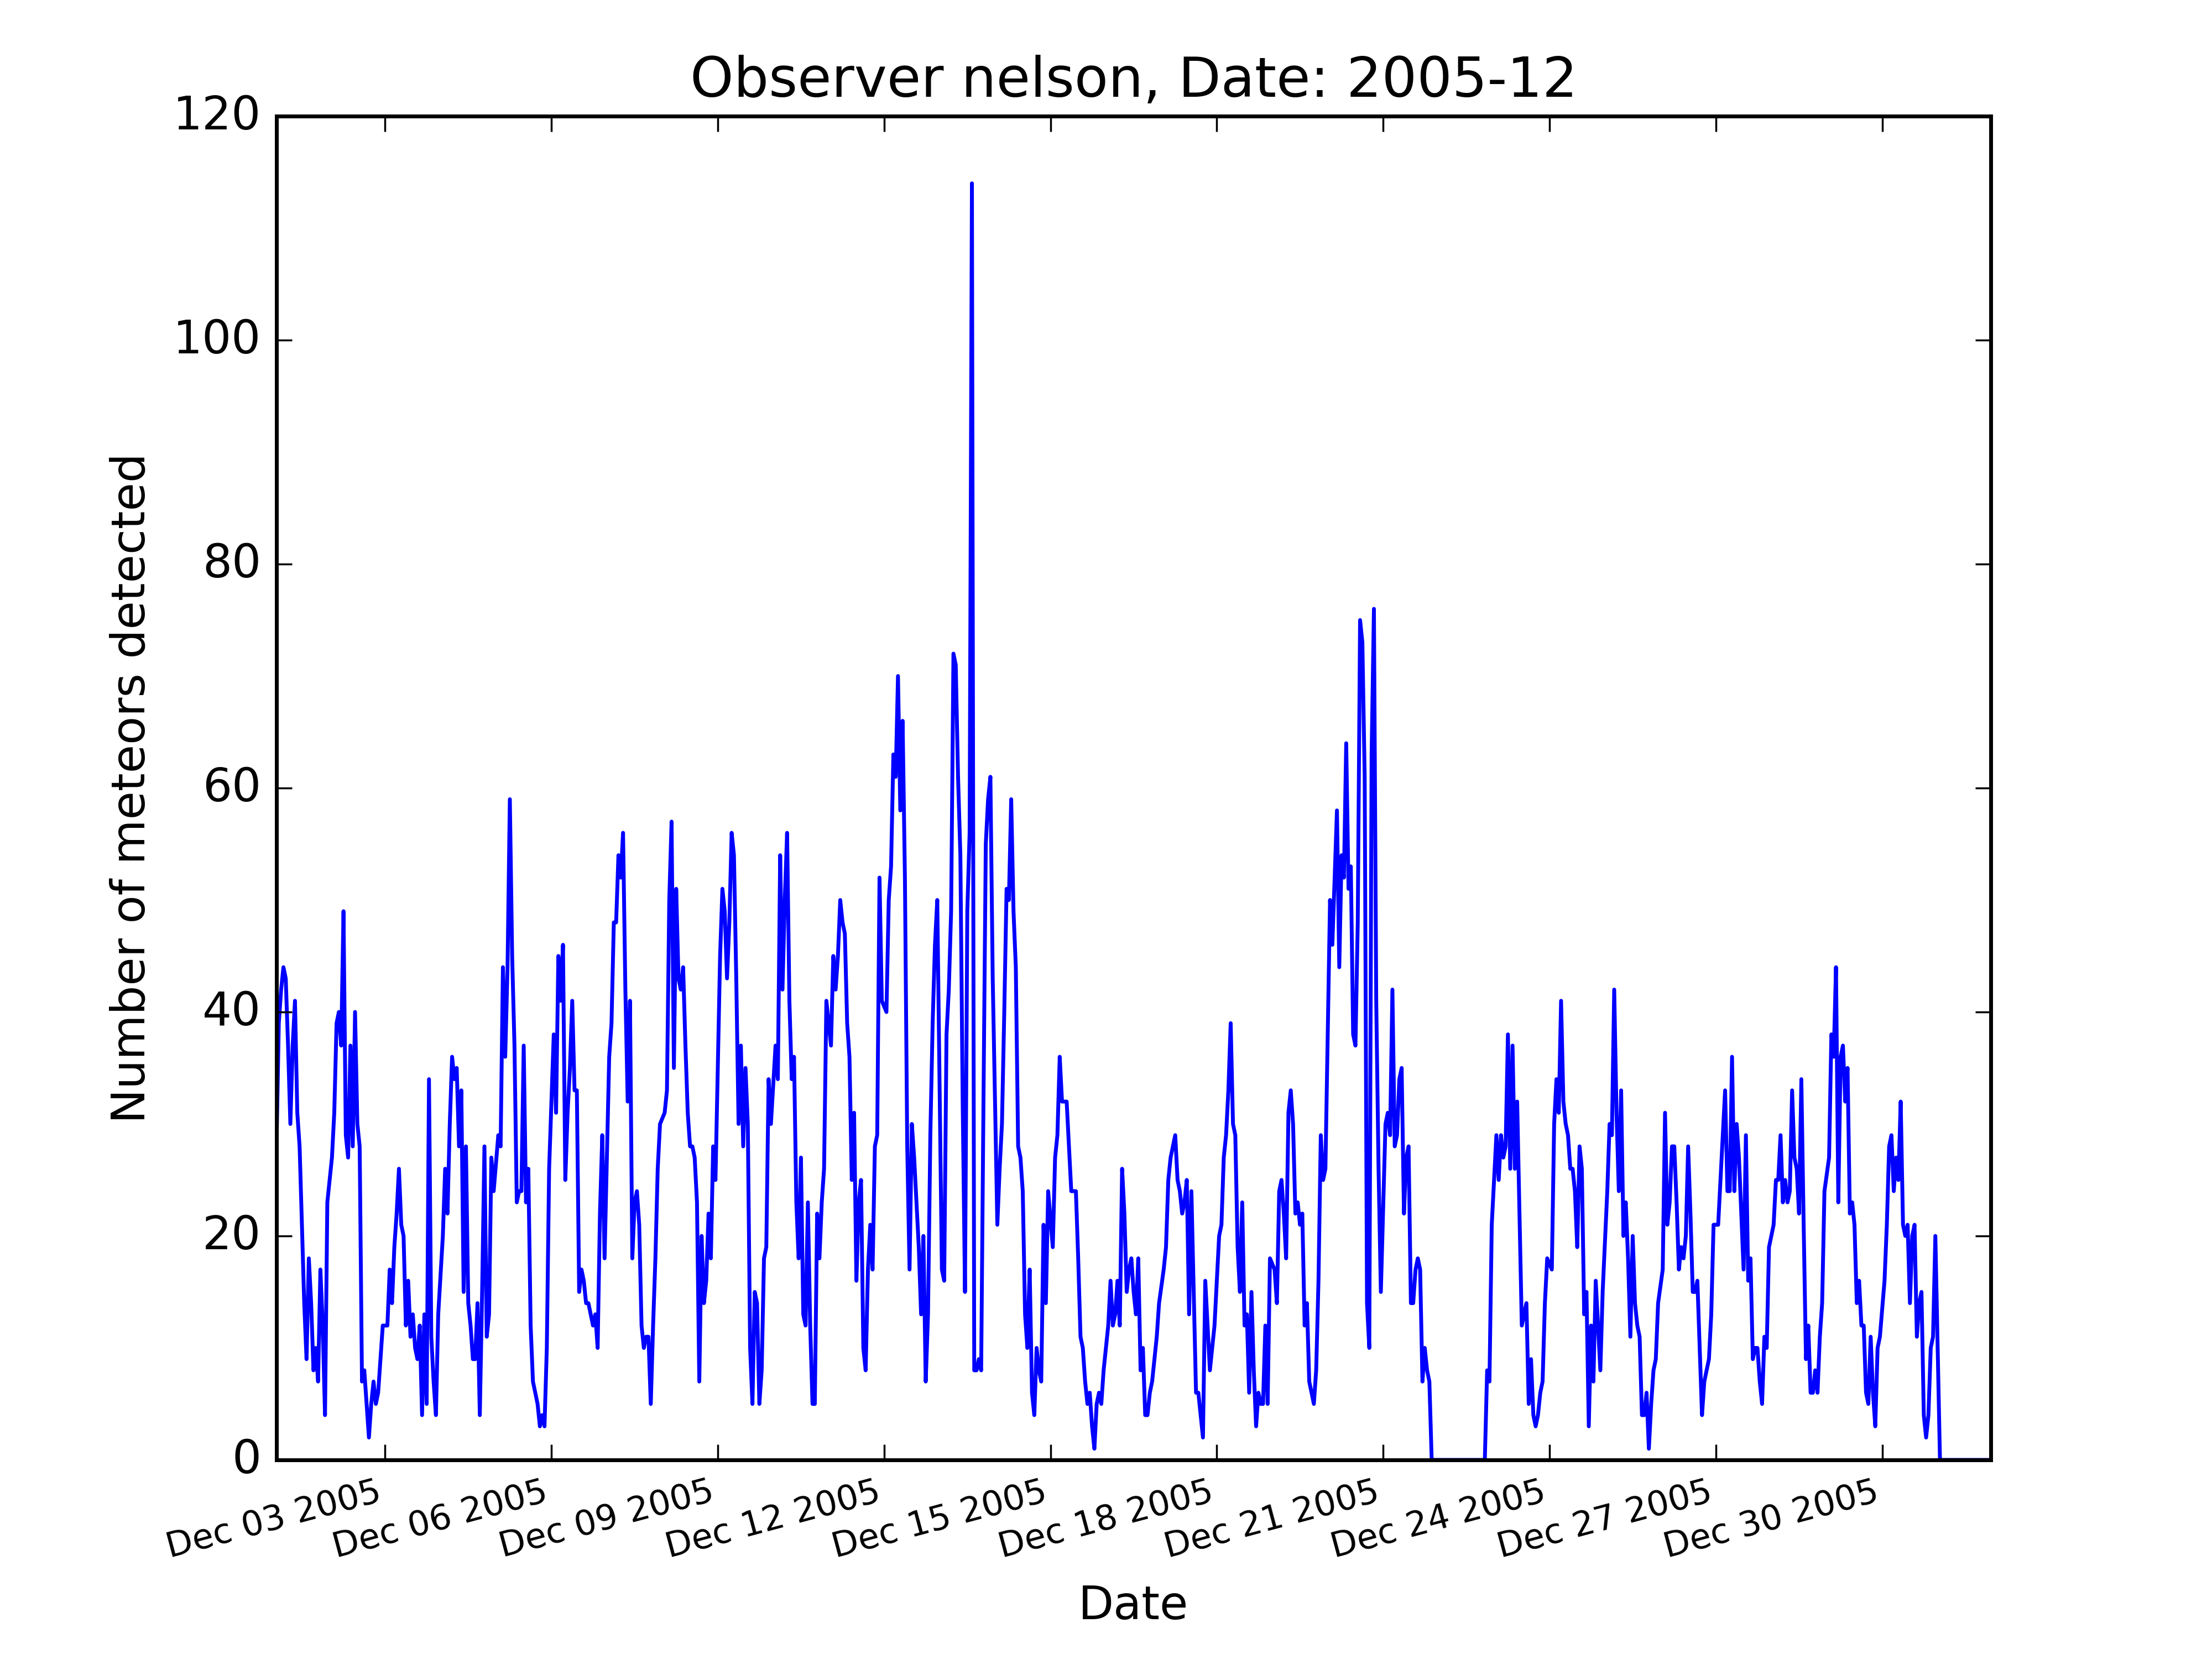 Observer nelson, Date: 2005-12
120
100
80
60
40
20
0
Number of meteors detected
Dec 03 2005
Dec 06 2005
Dec 09 2005
Dec 12 2005
Dec 15 2005
Dec 18 2005
Dec 21 2005
Dec 24 2005
Dec 27 2005
Dec 30 2005
Date